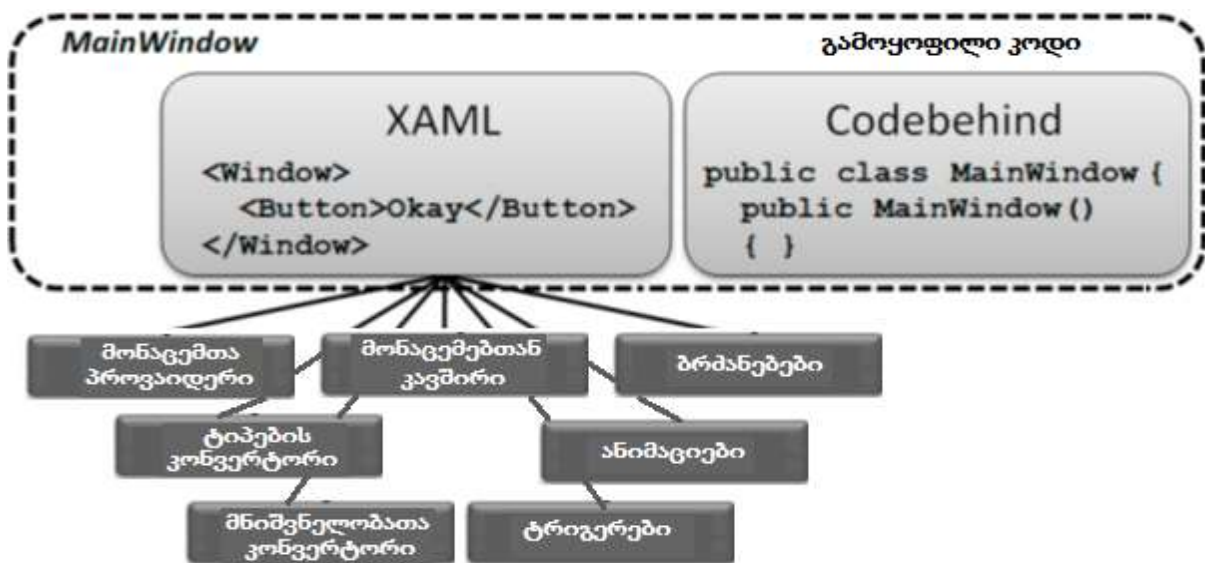 MainWindow
გამოყოფილი კოდი
XAML
<Window>
<Button>Okay</Button>
</Window>
Codebehind
public class MainWindow {
public MainWindow()
{ }
მონაცემთა
პროვაიდერი
მონაცემებთან
კავშირი
ბრძანებები
ტიპების
კონვერტორი
ანიმაციები
მნიშვნელობათა
კონვერტორი
ტრიგერები